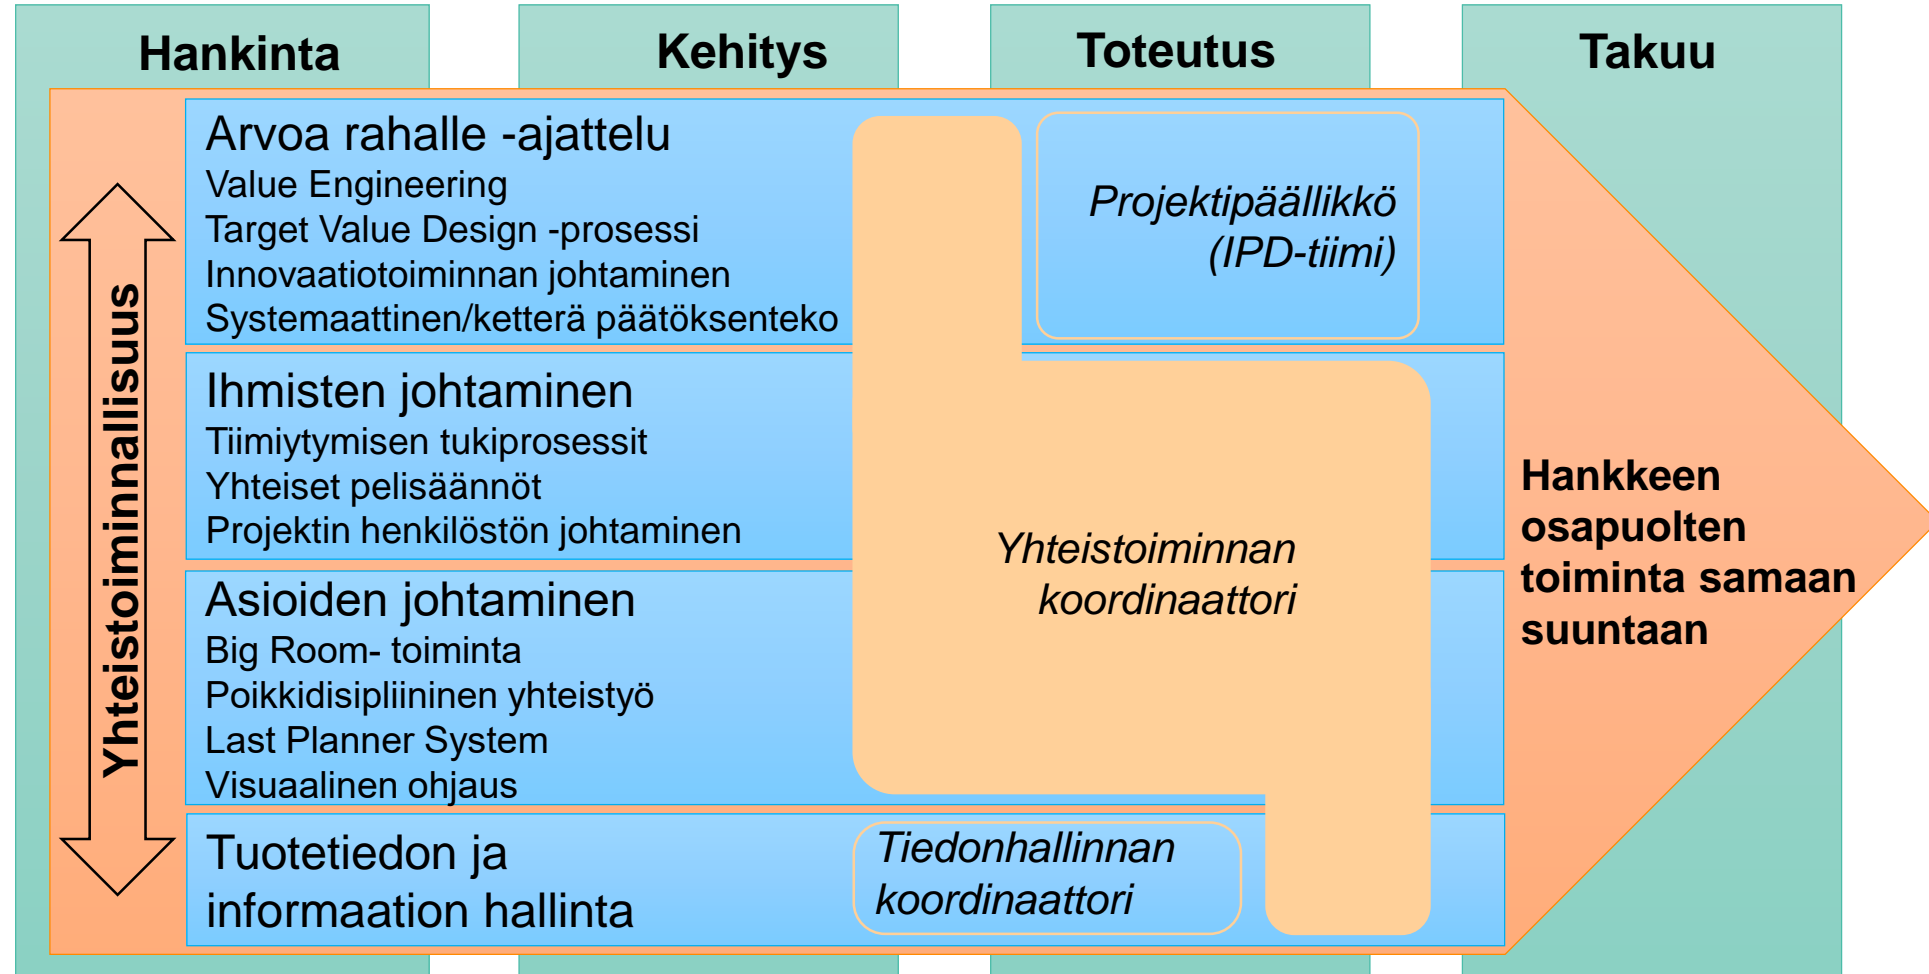 Hankinta
Kehitys
Toteutus
Takuu
Yhteistoiminnallisuus
Arvoa rahalle -ajattelu
Value Engineering
Target Value Design -prosessi
Innovaatiotoiminnan johtaminen
Systemaattinen/ketterä päätöksenteko
Projektipäällikkö
(IPD-tiimi)
Ihmisten johtaminen
Tiimiytymisen tukiprosessit
Yhteiset pelisäännöt
Projektin henkilöstön johtaminen
Yhteistoiminnan
koordinaattori
Asioiden johtaminen
Big Room- toiminta
Poikkidisipliininen yhteistyö
Last Planner System
Visuaalinen ohjaus
Tuotetiedon ja
informaation hallinta
Tiedonhallinnan
koordinaattori
Hankkeen
osapuolten
toiminta samaan
suuntaan